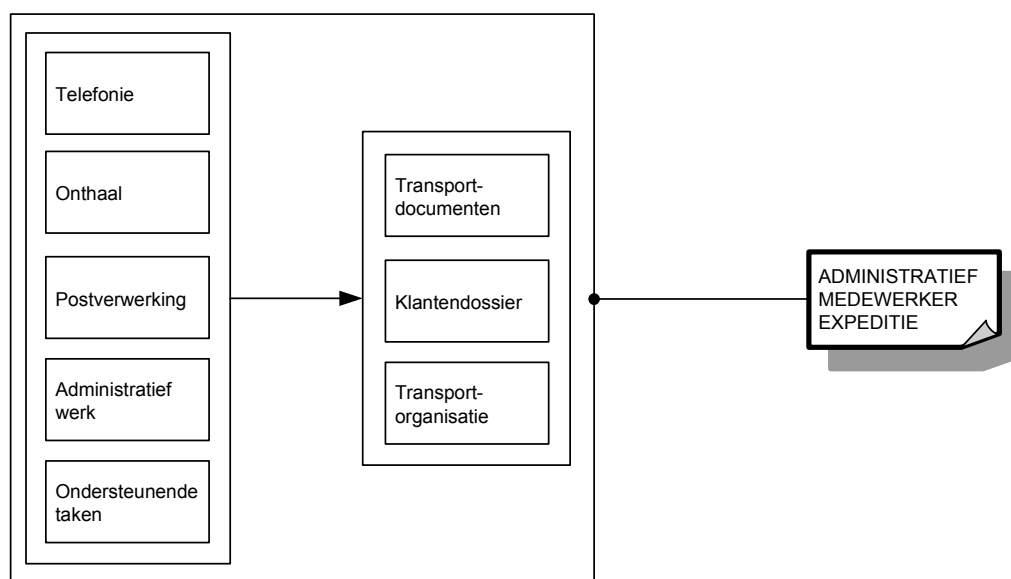 Telefonie
Onthaal
Postverwerking
Administratief
werk
Ondersteunende
taken
Transport-
documenten
Klantendossier
Transport-
organisatie
ADMINISTRATIEF
MEDEWERKER
EXPEDITIE